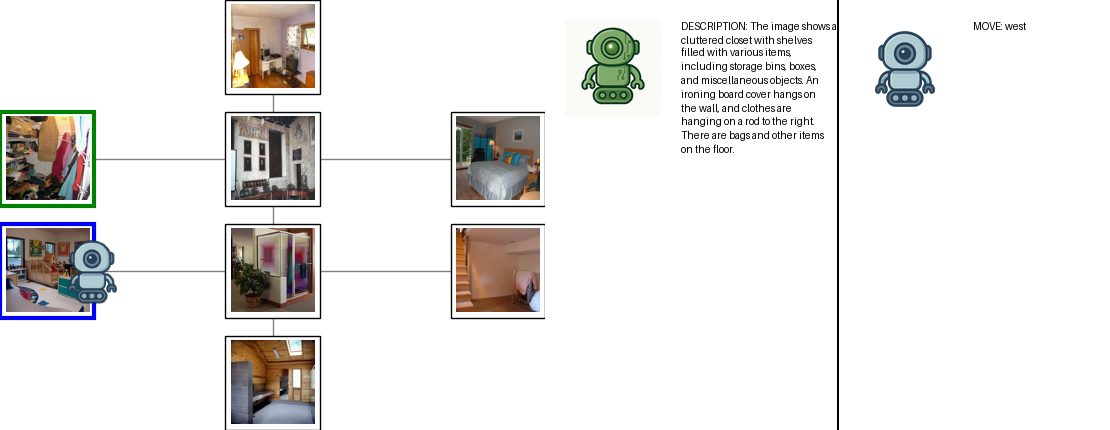 DESCRIPTION: The image shows a
cluttered closet with shelves
filled with various items,
including storage bins, boxes,
and miscellaneous objects. An
ironing board cover hangs on
the wall, and clothes are
hanging on a rod to the right.
There are bags and other items
on the floor.
MOVE: west